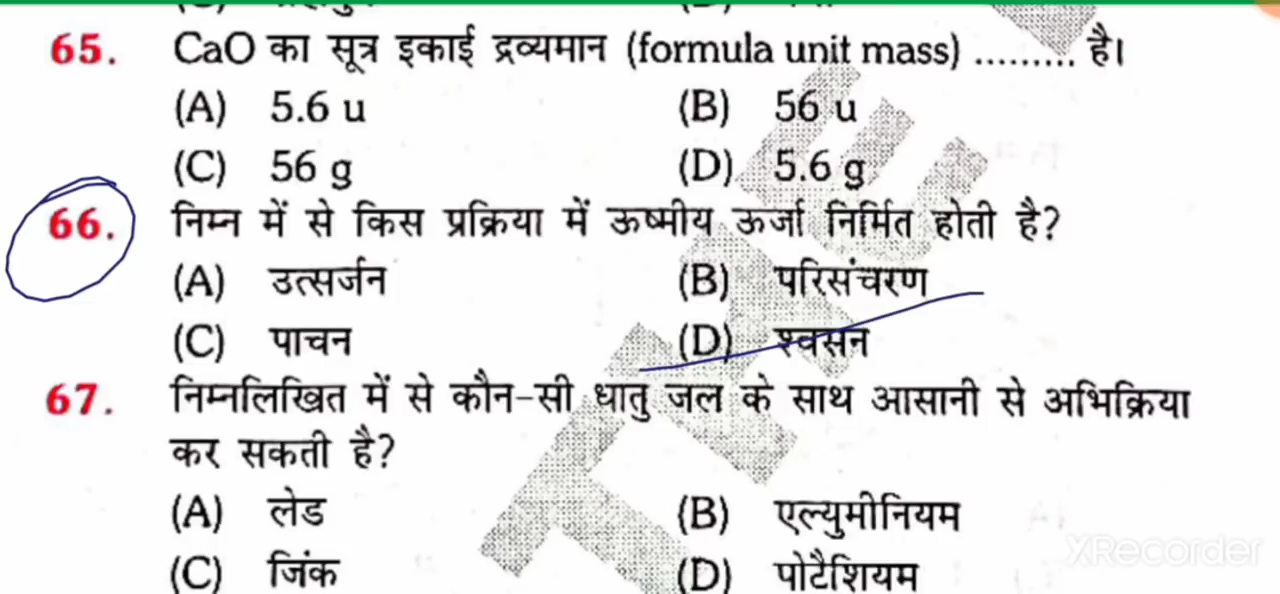 65. CaO का सूत्र इकाई द्रव्यमान (formula unit mass) ......... है।
(A) 5.6 u (B) 56 u
(C) 56 g (D) 5.6 g
66. निम्न में से किस प्रक्रिया में ऊष्मीय ऊर्जा निर्मित होती है?
(A) उत्सर्जन (B) परिसंचरण
(C) पाचन (D) श्वसन
67. निम्नलिखित में से कौन-सी धातु जल के साथ आसानी से अभिक्रिया
कर सकती है?
(A) लेड (B) एल्युमीनियम
(C) जिंक (D) पोटैशियम
XRecorder